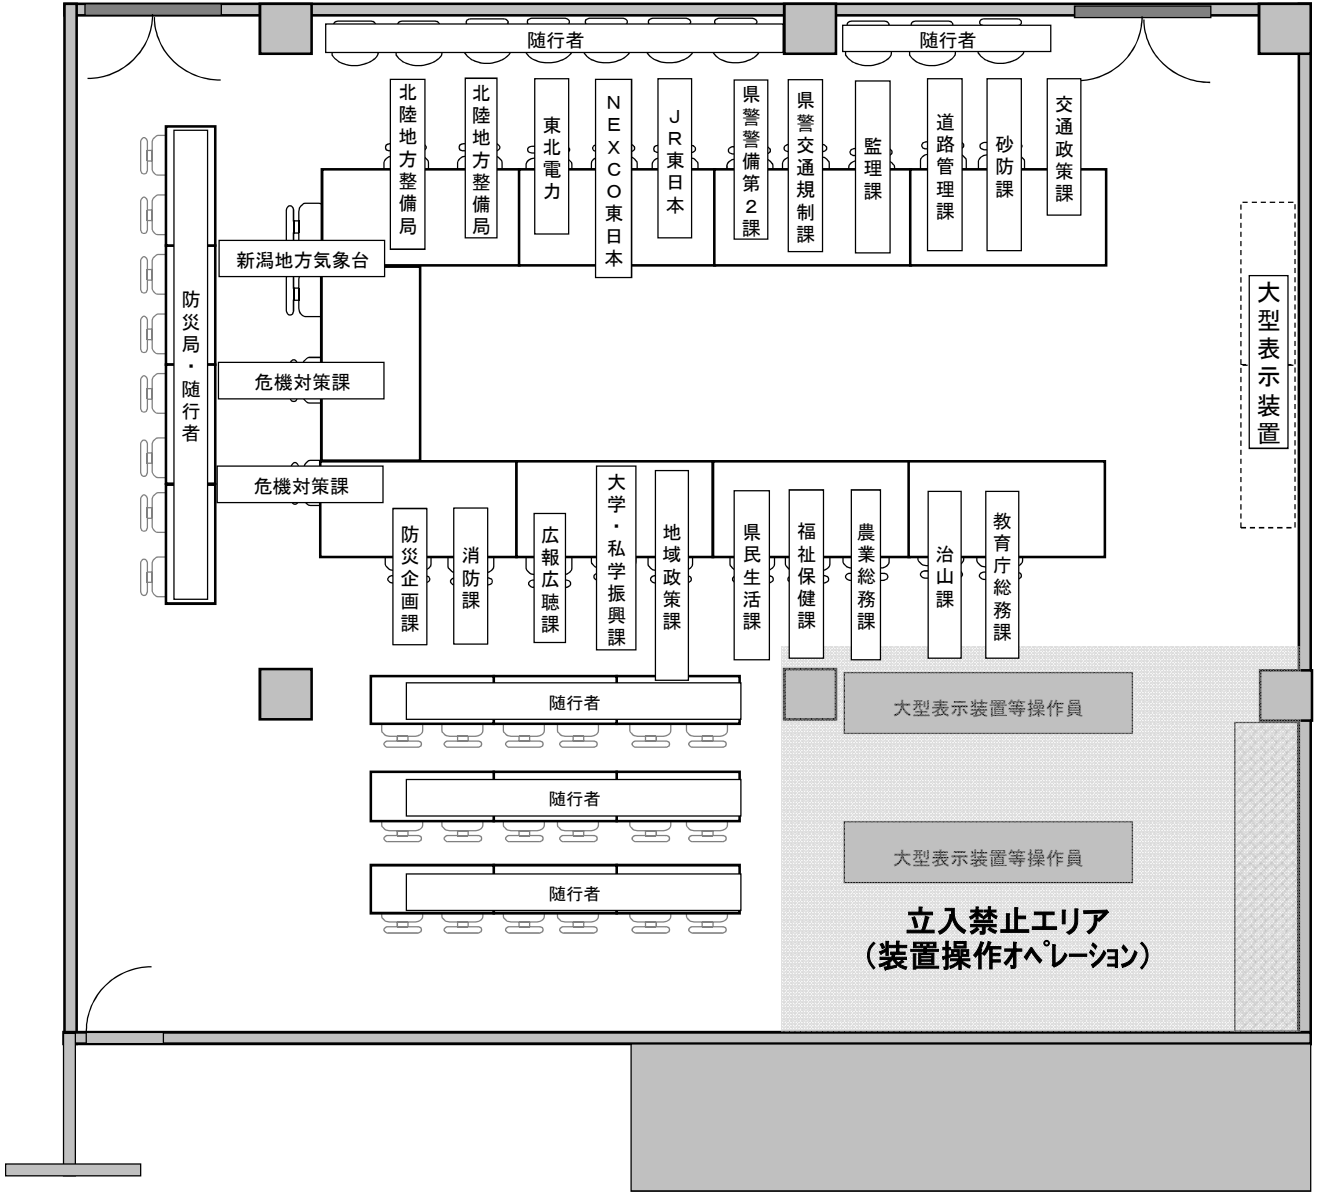 随行者
随行者
北陸地方整備局
北陸地方整備局
東北電力
NEXCO東日本
JR東日本
県警警備第2課
県警交通規制課
監理課
道路管理課
砂防課
交通政策課
防災局・随行者
新潟地方気象台
危機対策課
危機対策課
大型表示装置
防災企画課
消防課
広報広聴課
大学・私学振興課
地域政策課
県民生活課
福祉保健課
農業総務課
治山課
教育庁総務課
随行者
大型表示装置等操作員
随行者
大型表示装置等操作員
随行者
立入禁止エリア
（装置操作オペレーション）